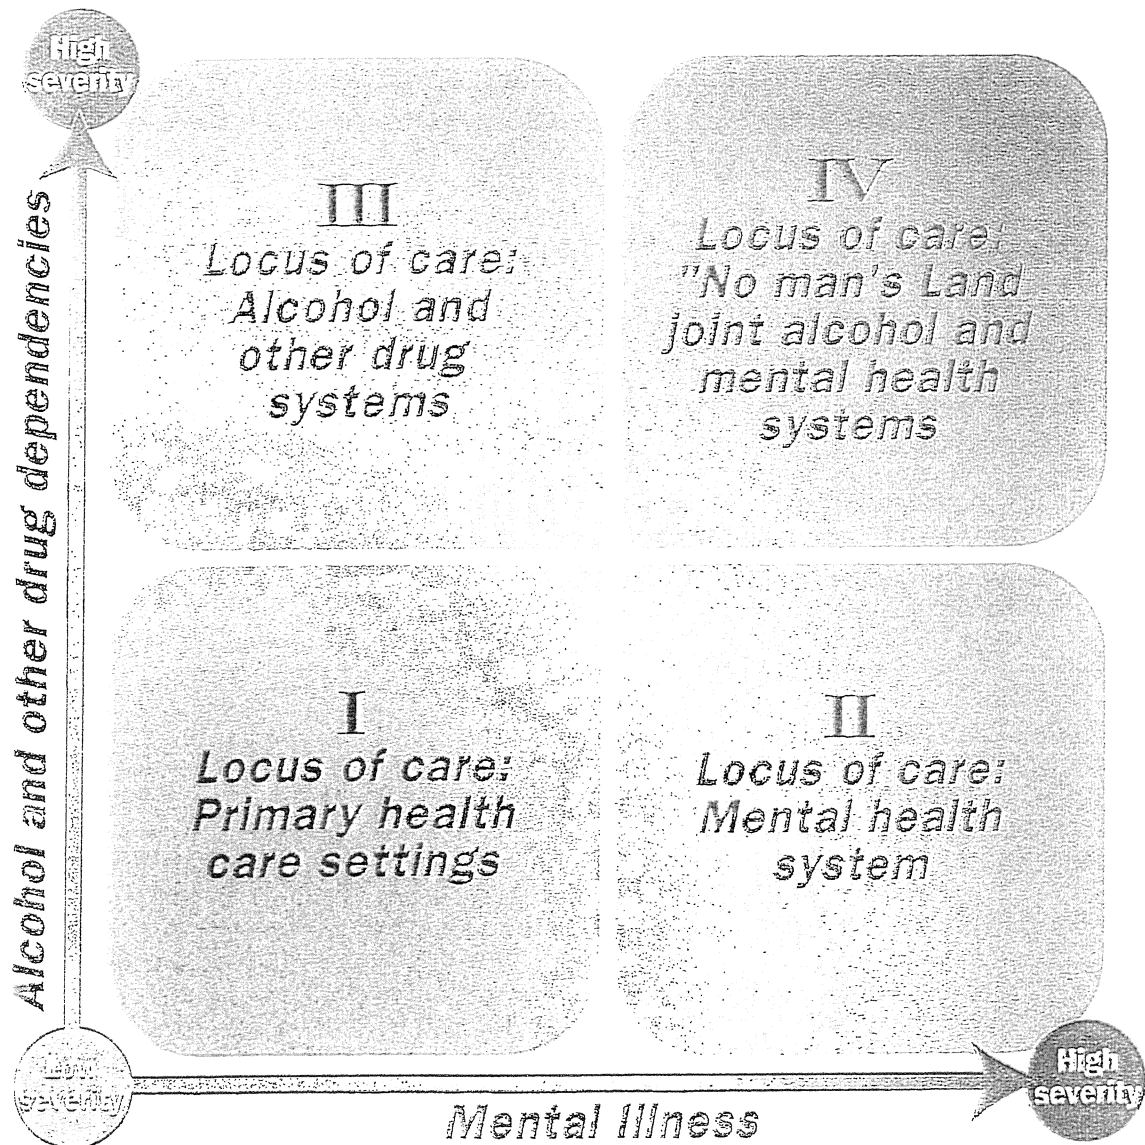 High
severity
Alcohol and other drug dependencies
III
Locus of care:
Alcohol and
other drug
systems
IV
Locus of care:
"No man's Land
joint alcohol and
mental health
systems
I
Locus of care:
Primary health
care settings
II
Locus of care:
Mental health
system
Low
severity
Mental Illness
High
severity